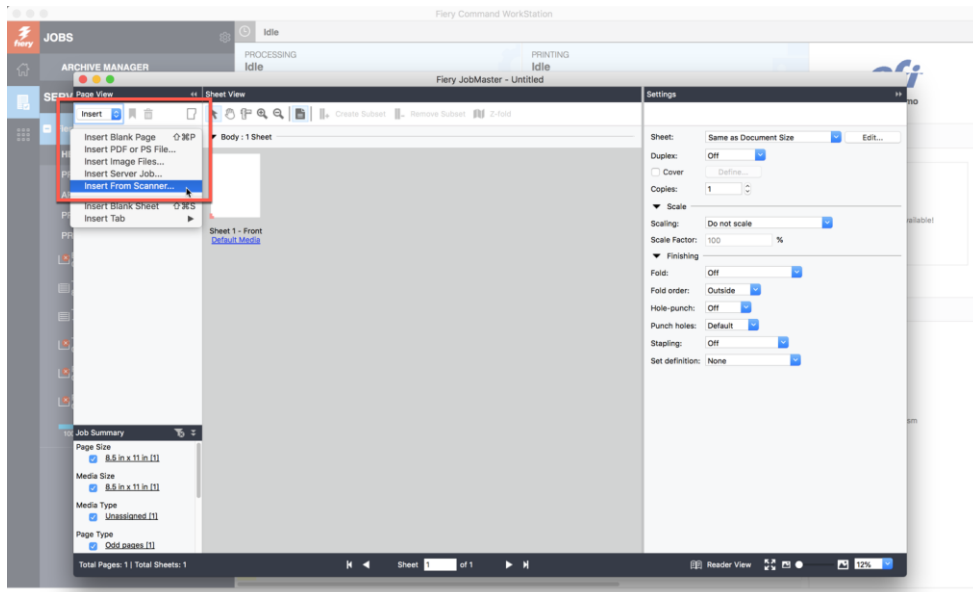 Fiery Command WorkStation
fiery
JOBS
Idle
PROCESSING
Idle
PRINTING
Idle
ARCHIVE MANAGER
efi
Fiery JobMaster - Untitled
Page View
Sheet View
Settings
no
Insert
Create Subset
Remove Subset
Z-fold
Insert Blank Page ⇧⌘P
Insert PDF or PS File...
Insert Image Files...
Insert Server Job...
Insert From Scanner...
Insert Blank Sheet ⇧⌘S
Insert Tab
Body : 1 Sheet
Sheet 1 - Front
Default Media
Sheet: Same as Document Size Edit...
Duplex: Off
Cover Define...
Copies: 1
Scale
Scaling: Do not scale
Scale Factor: 100 %
Finishing
Fold: Off
Fold order: Outside
Hole-punch: Off
Punch holes: Default
Stapling: Off
Set definition: None
Job Summary
Page Size
8.5 in x 11 in [1]
Media Size
8.5 in x 11 in [1]
Media Type
Unassigned [1]
Page Type
Odd pages [1]
Total Pages: 1 | Total Sheets: 1
Sheet 1 of 1
Reader View
12%